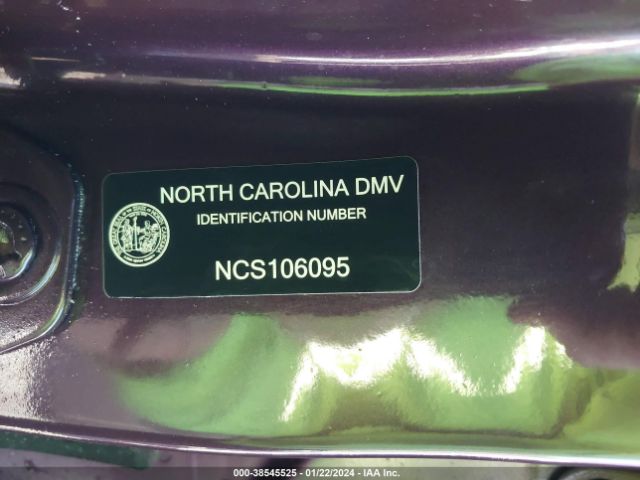 NORTH CAROLINA DMV
IDENTIFICATION NUMBER
NCS106095
000-38545525 - 01/22/2024 - IAA Inc.